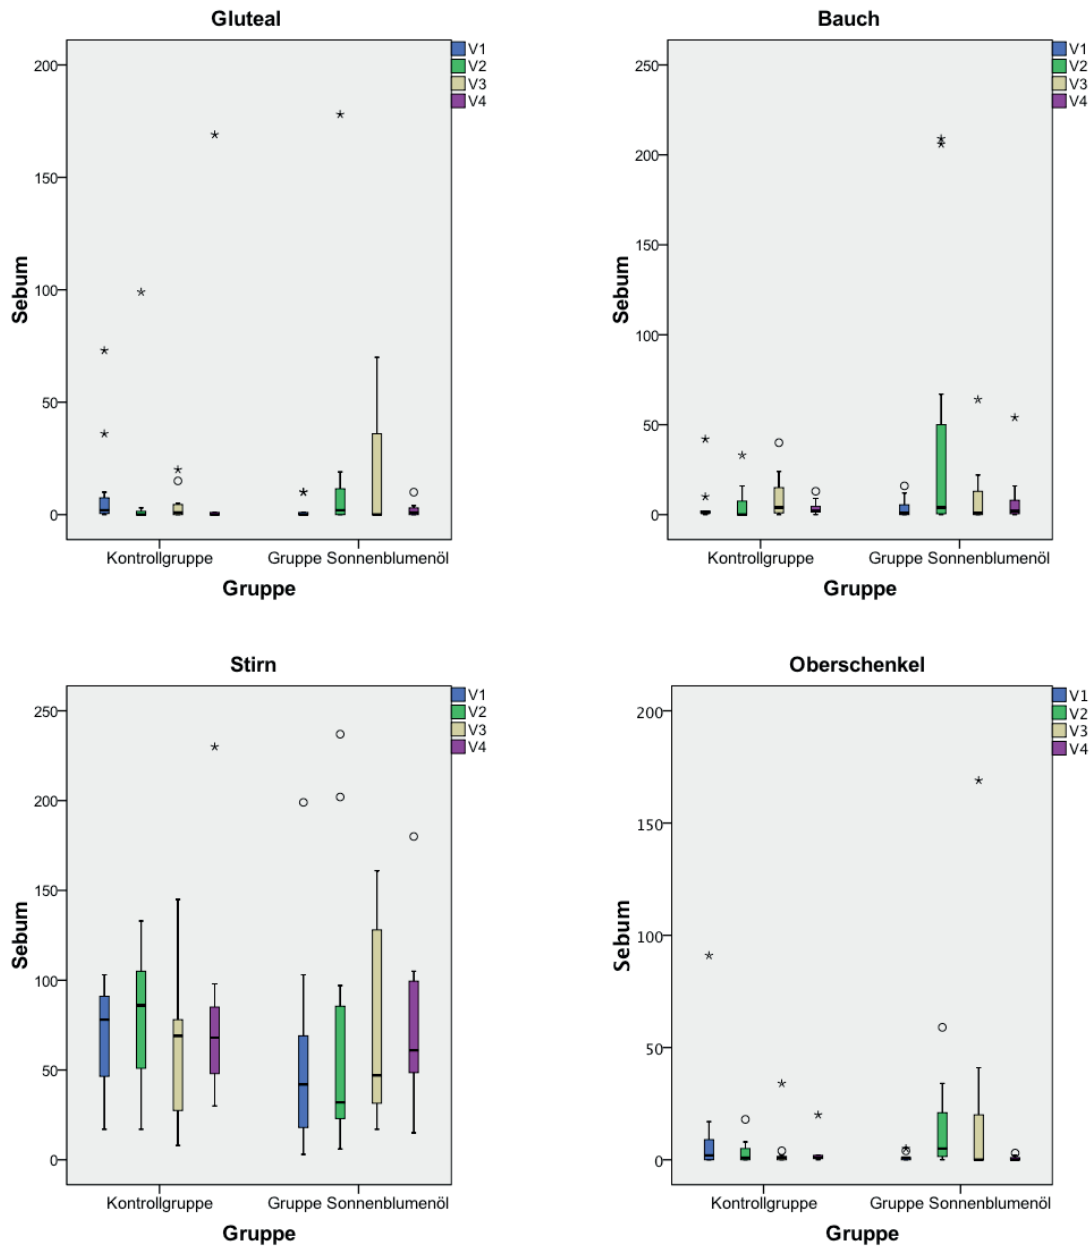 Gluteal
Sebum
200
150
100
50
0
V1
V2
V3
V4
Kontrollgruppe
Gruppe Sonnenblumenöl
Gruppe
Bauch
Sebum
250
200
150
100
50
0
V1
V2
V3
V4
Kontrollgruppe
Gruppe Sonnenblumenöl
Gruppe
Stirn
Sebum
250
200
150
100
50
0
V1
V2
V3
V4
Kontrollgruppe
Gruppe Sonnenblumenöl
Gruppe
Oberschenkel
Sebum
200
150
100
50
0
V1
V2
V3
V4
Kontrollgruppe
Gruppe Sonnenblumenöl
Gruppe